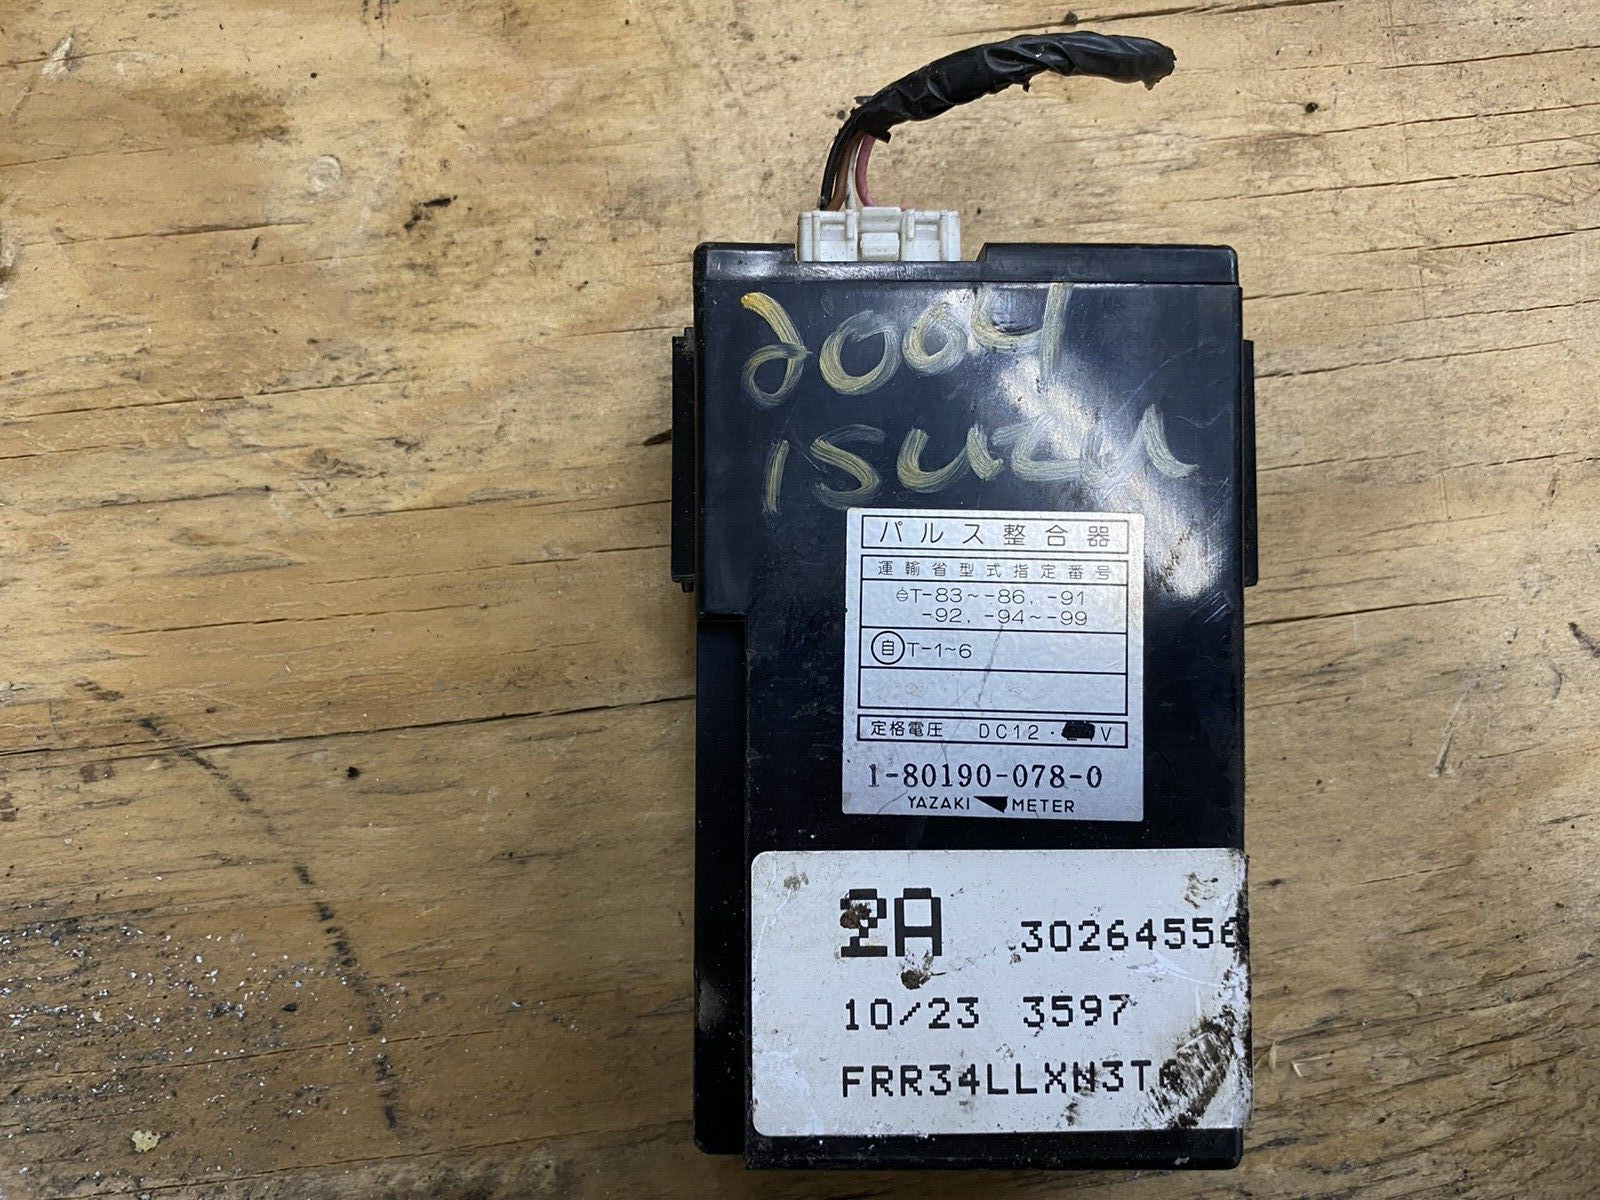 2004
ISUZU
パルス整合器
運輸省型式指定番号
⊖T-83~-86. -91
-92. -94~-99
自 T-1~6
定格電圧 DC12・ V
1-80190-078-0
YAZAKI METER
2A 30264556
10/23 3597
FRR34LLXN3T